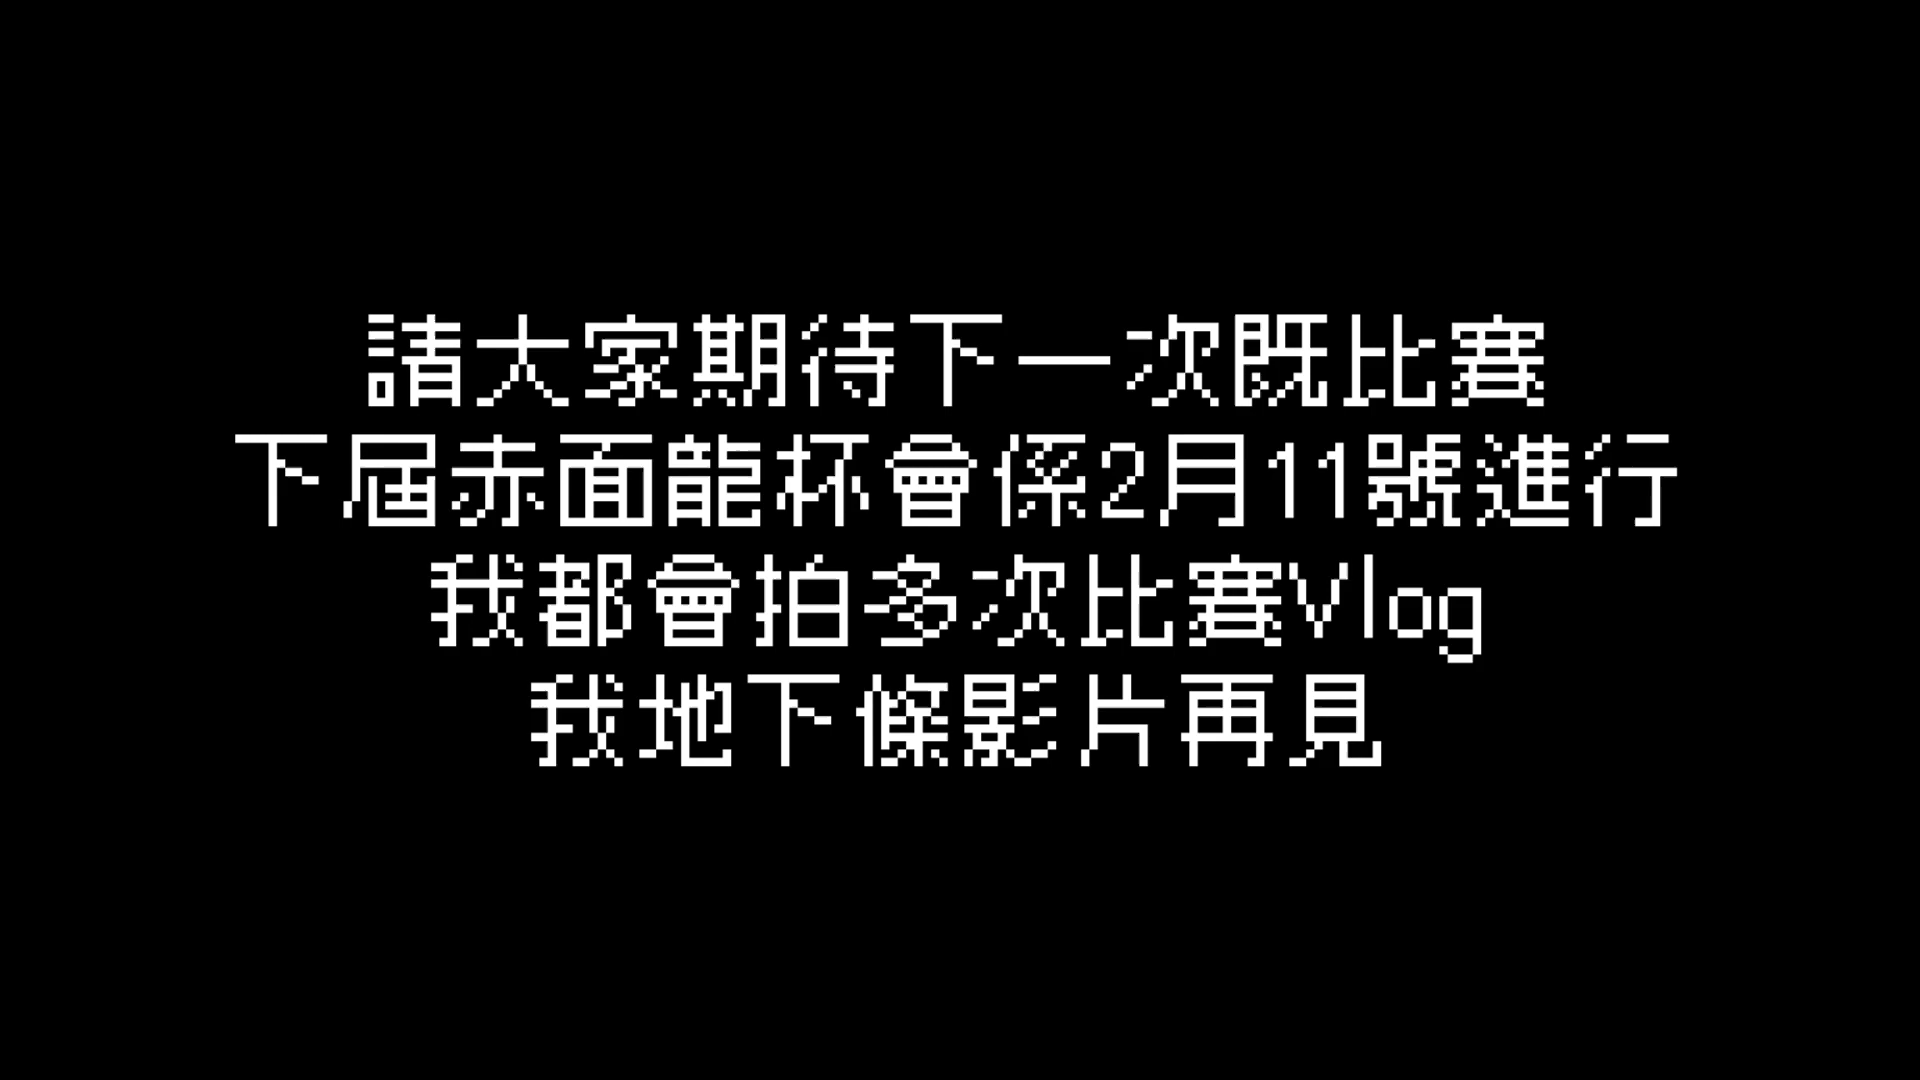 請大家期待下一次既比賽
下屆赤面龍杯會係2月11號進行
我都會拍多次比賽Vlog
我地下條影片再見